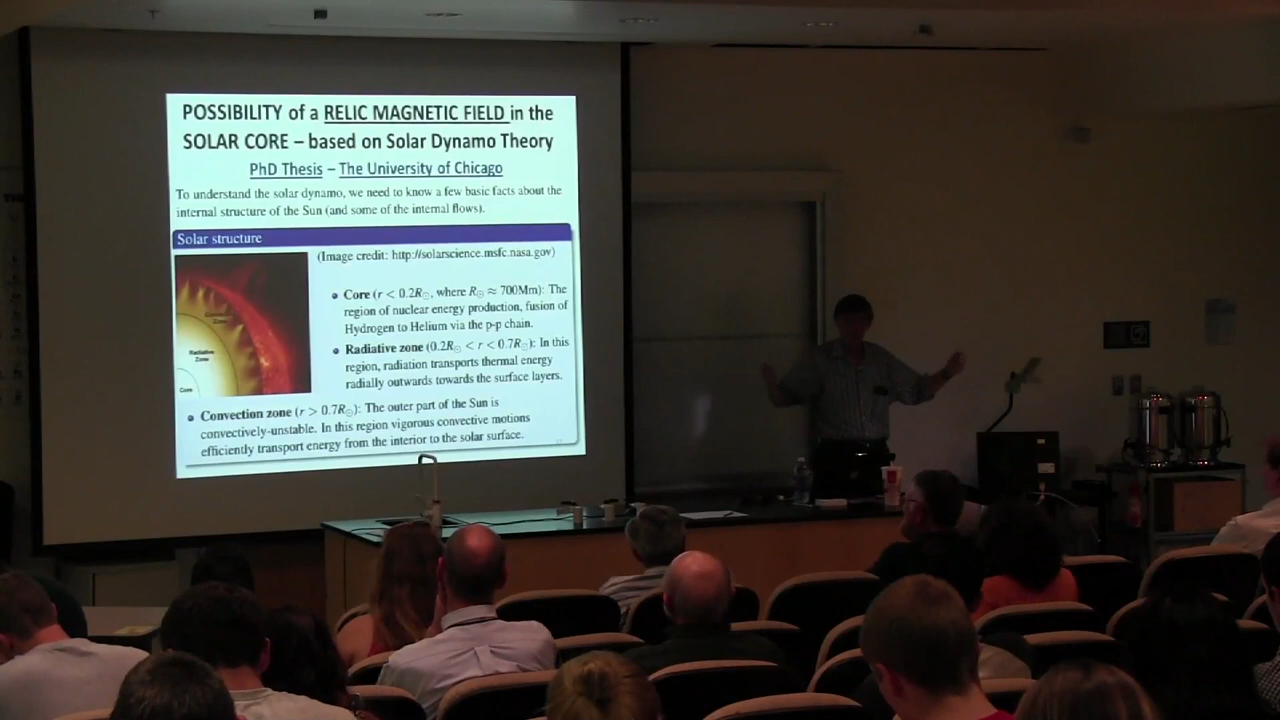 POSSIBILITY of a RELIC MAGNETIC FIELD in the
SOLAR CORE – based on Solar Dynamo Theory
PhD Thesis – The University of Chicago
To understand the solar dynamo, we need to know a few basic facts about the
internal structure of the Sun (and some of the internal flows).
Solar structure
(Image credit: http://solarscience.msfc.nasa.gov)
Radiative
Zone
Core
• Core (r < 0.2R☉, where R☉ ≈ 700Mm): The
region of nuclear energy production, fusion of
Hydrogen to Helium via the p-p chain.
• Radiative zone (0.2R☉ < r < 0.7R☉): In this
region, radiation transports thermal energy
radially outwards towards the surface layers.
• Convection zone (r > 0.7R☉): The outer part of the Sun is
convectively-unstable. In this region vigorous convective motions
efficiently transport energy from the interior to the solar surface.